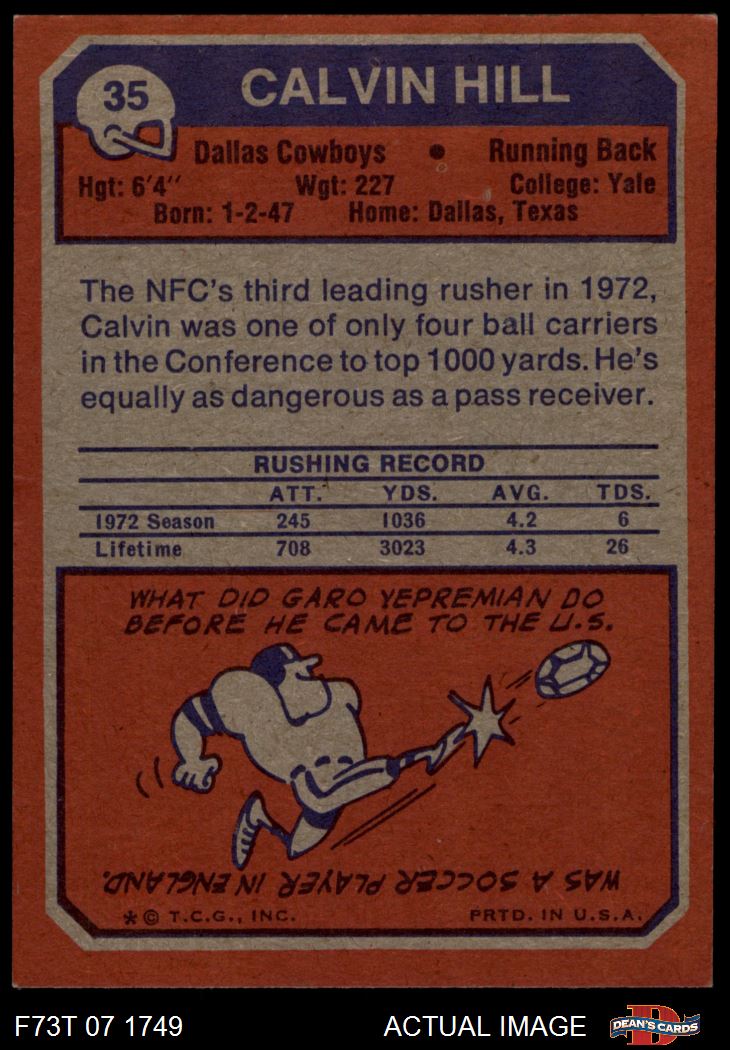 35
CALVIN HILL
Dallas Cowboys • Running Back
Hgt: 6'4" Wgt: 227 College: Yale
Born: 1-2-47 Home: Dallas, Texas
The NFC's third leading rusher in 1972,
Calvin was one of only four ball carriers
in the Conference to top 1000 yards. He's
equally as dangerous as a pass receiver.
RUSHING RECORD
ATT. YDS. AVG. TDS.
1972 Season 245 1036 4.2 6
Lifetime 708 3023 4.3 26
WHAT DID GARO YEPREMIAN DO
BEFORE HE CAME TO THE U.S.
WAS A SOCCER PLAYER IN ENGLAND.
*© T.C.G., INC. PRTD. IN U.S.A.
F73T 07 1749 ACTUAL IMAGE
D
DEAN'S CARDS